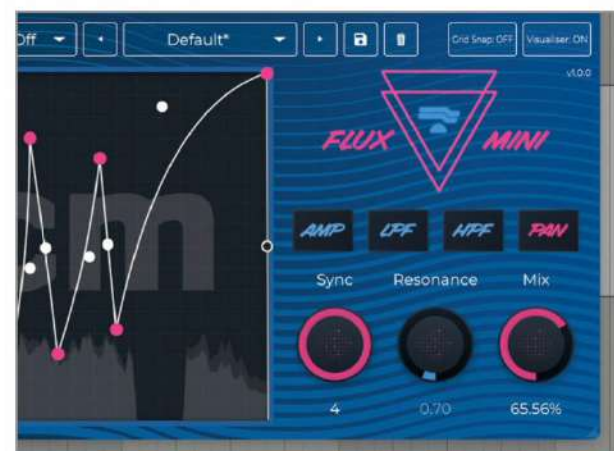 Off
Default*
Grid Snap: OFF
Visualiser: ON
v1.0.0
FLUX MINI
cm
AMP
LPF
HPF
PAN
Sync
Resonance
Mix
4
0.70
65.56%